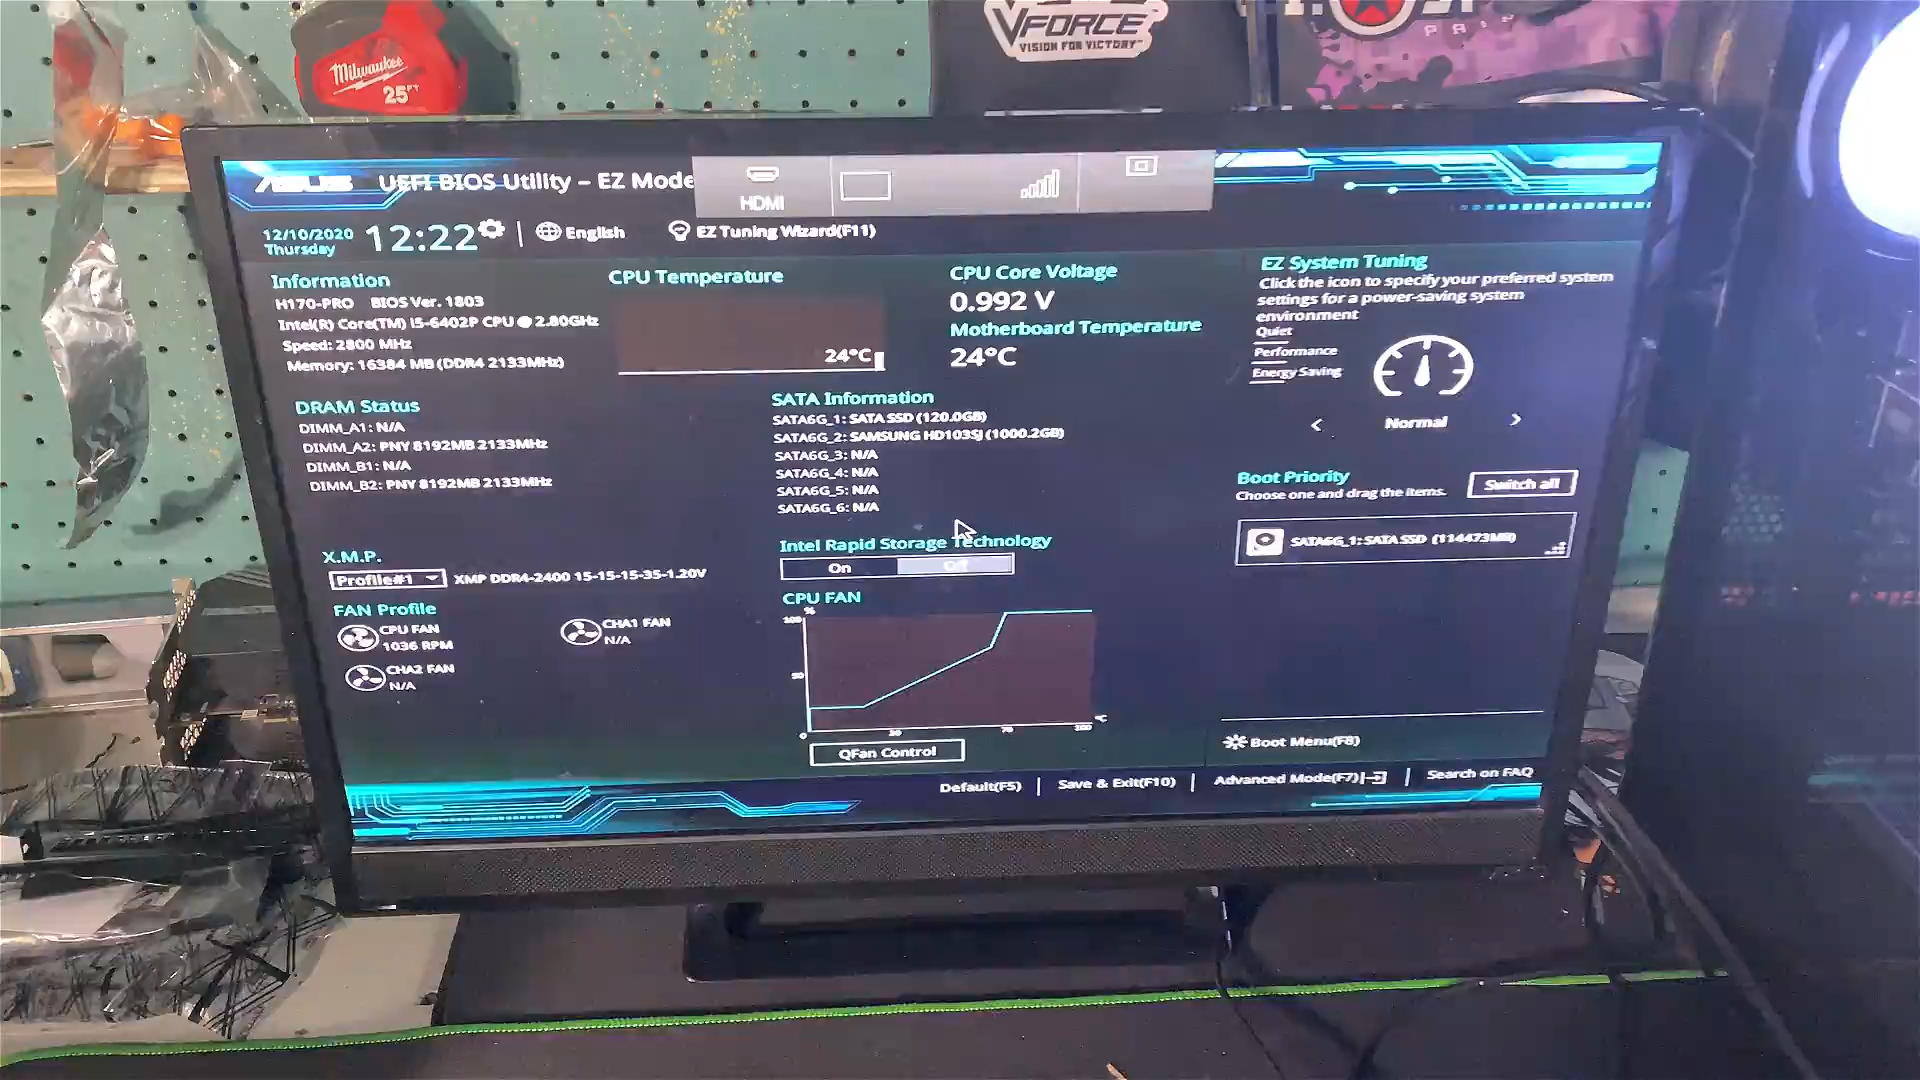 Milwaukee
25FT
VFORCE
VISION FOR VICTORY
ASUS UEFI BIOS Utility – EZ Mode
HDMI
12/10/2020
Thursday
12:22
English
EZ Tuning Wizard(F11)
Information
H170-PRO BIOS Ver. 1803
Intel(R) Core(TM) i5-6402P CPU @ 2.80GHz
Speed: 2800 MHz
Memory: 16384 MB (DDR4 2133MHz)
CPU Temperature
24°C
CPU Core Voltage
0.992 V
Motherboard Temperature
24°C
EZ System Tuning
Click the icon to specify your preferred system
settings for a power-saving system
environment
Quiet
Performance
Energy Saving
Normal
DRAM Status
DIMM_A1: N/A
DIMM_A2: PNY 8192MB 2133MHz
DIMM_B1: N/A
DIMM_B2: PNY 8192MB 2133MHz
SATA Information
SATA6G_1: SATA SSD (120.0GB)
SATA6G_2: SAMSUNG HD103SJ (1000.2GB)
SATA6G_3: N/A
SATA6G_4: N/A
SATA6G_5: N/A
SATA6G_6: N/A
Boot Priority
Choose one and drag the items.
Switch all
SATA6G_1: SATA SSD (114473MB)
X.M.P.
Profile#1
XMP DDR4-2400 15-15-15-35-1.20V
Intel Rapid Storage Technology
On
Off
FAN Profile
CPU FAN
1036 RPM
CHA1 FAN
N/A
CHA2 FAN
N/A
CPU FAN
%
100
50
0
30
70
100
°C
QFan Control
Boot Menu(F8)
Default(F5)
Save & Exit(F10)
Advanced Mode(F7)
Search on FAQ